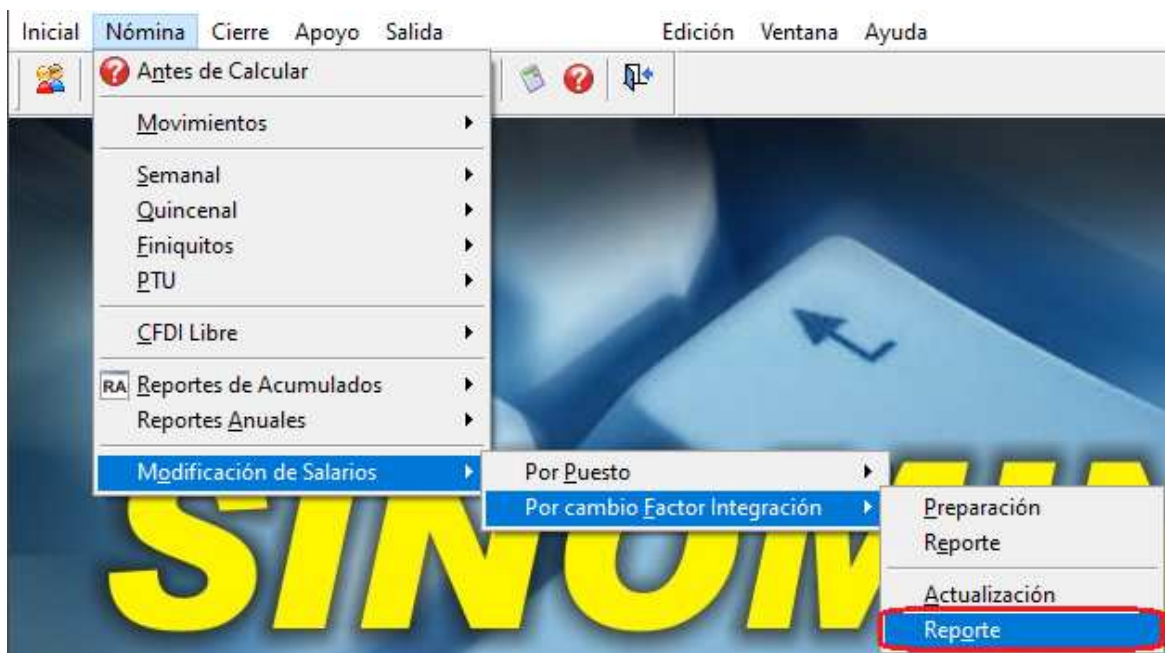 Inicial Nómina Cierre Apoyo Salida Edición Ventana Ayuda
Antes de Calcular
Movimientos
Semanal
Quincenal
Finiquitos
PTU
CFDI Libre
RA Reportes de Acumulados
Reportes Anuales
Modificación de Salarios
Por Puesto
Por cambio Factor Integración
Preparación
Reporte
Actualización
Reporte